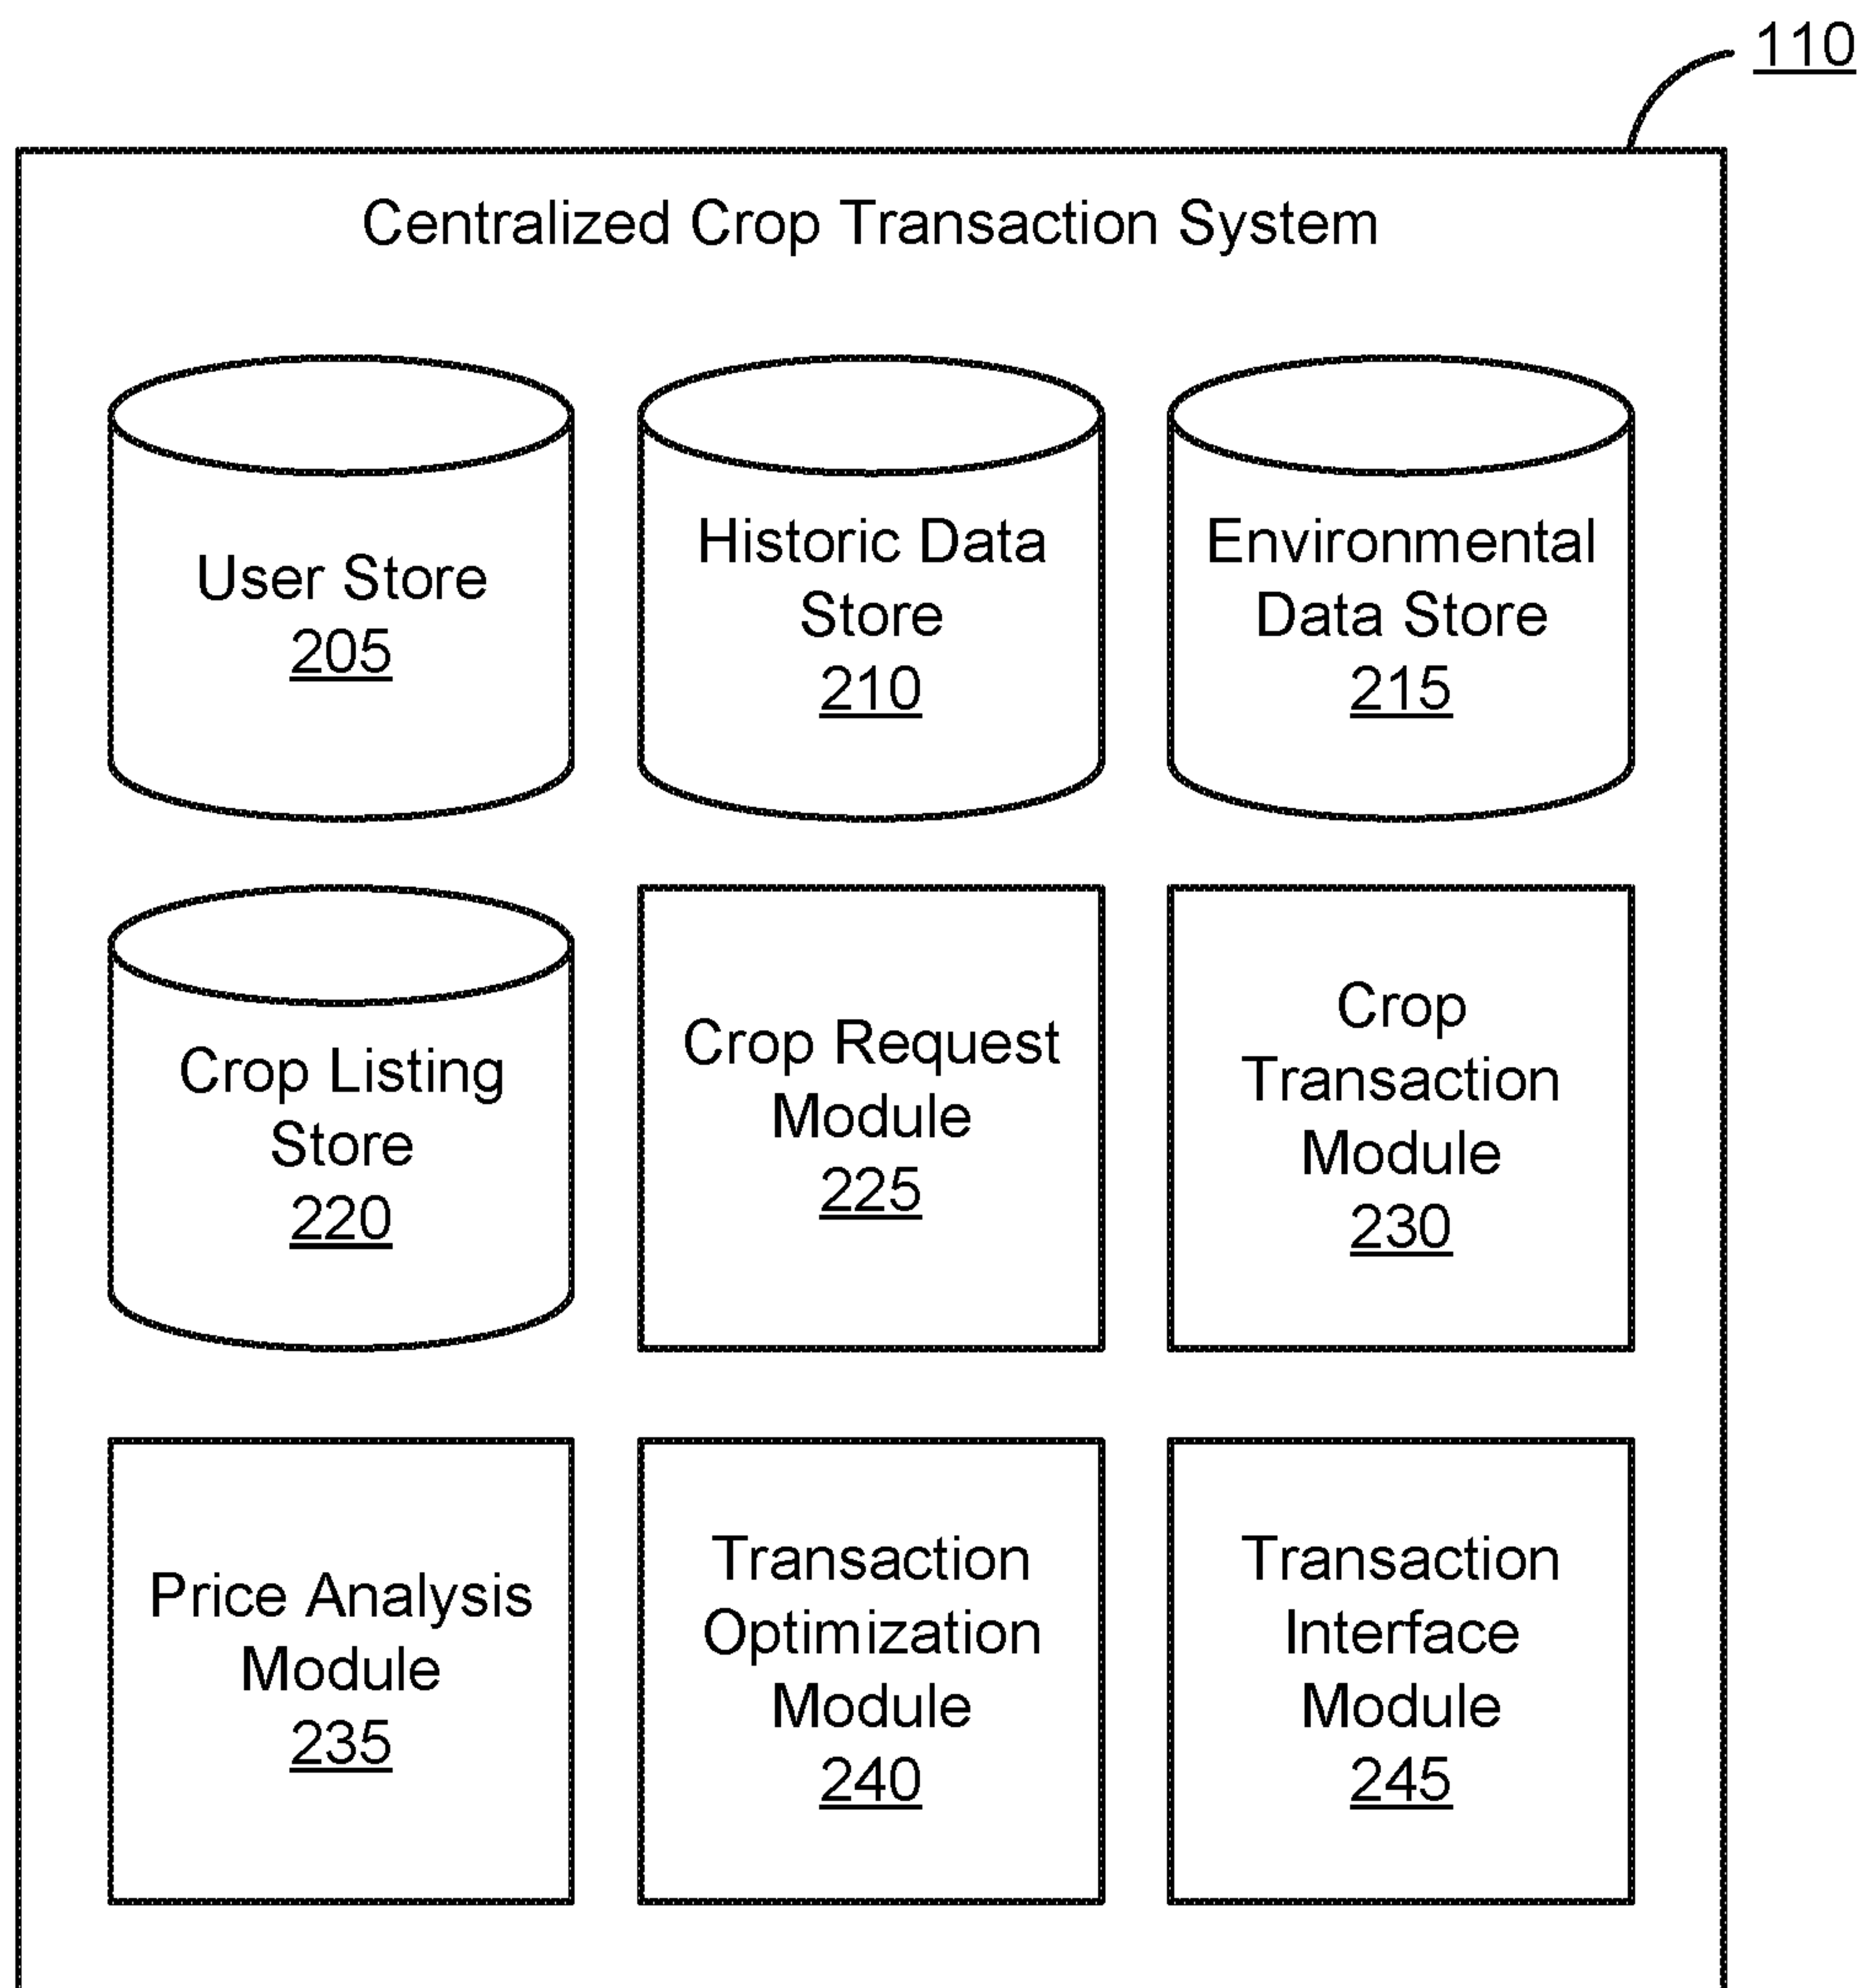 110
Centralized Crop Transaction System
User Store
205
Historic Data
Store
210
Environmental
Data Store
215
Crop Listing
Store
220
Crop Request
Module
225
Crop
Transaction
Module
230
Price Analysis
Module
235
Transaction
Optimization
Module
240
Transaction
Interface
Module
245